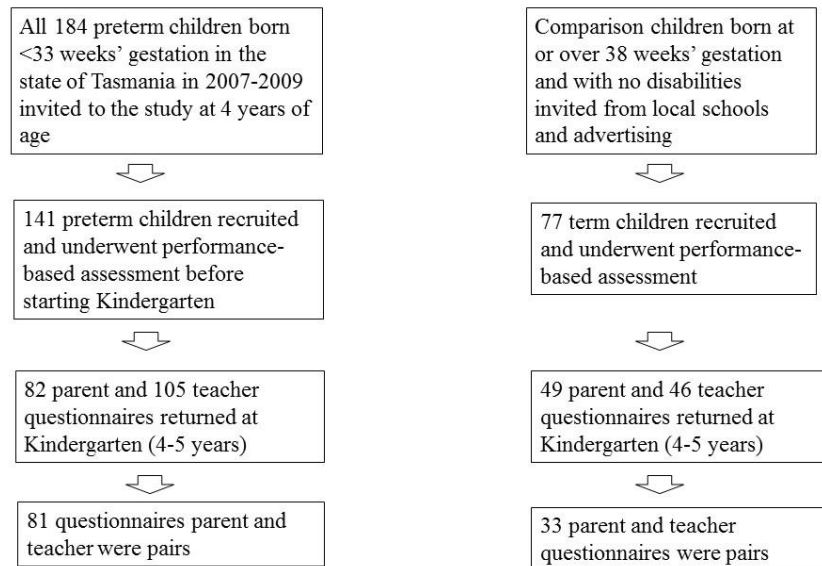 All 184 preterm children born
<33 weeks’ gestation in the
state of Tasmania in 2007-2009
invited to the study at 4 years of
age
Comparison children born at
or over 38 weeks’ gestation
and with no disabilities
invited from local schools
and advertising
141 preterm children recruited
and underwent performance-
based assessment before
starting Kindergarten
77 term children recruited
and underwent performance-
based assessment
82 parent and 105 teacher
questionnaires returned at
Kindergarten (4-5 years)
49 parent and 46 teacher
questionnaires returned at
Kindergarten (4-5 years)
81 questionnaires parent and
teacher were pairs
33 parent and teacher
questionnaires were pairs